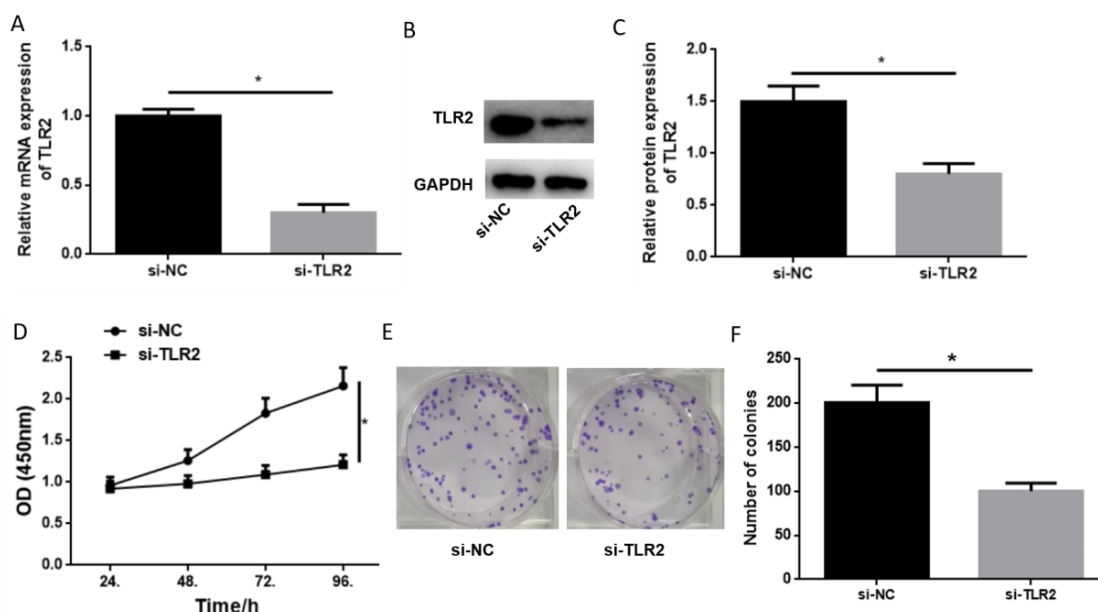 A
Relative mRNA expression
of TLR2
1.5
1.0
0.5
0.0
*
si-NC
si-TLR2
B
TLR2
GAPDH
si-NC
si-TLR2
C
Relative protein expression
of TLR2
2.0
1.5
1.0
0.5
0.0
*
si-NC
si-TLR2
D
si-NC
si-TLR2
OD (450nm)
2.5
2.0
1.5
1.0
0.5
0.0
*
24.
48.
72.
96.
Time/h
E
si-NC
si-TLR2
F
Number of colonies
250
200
150
100
50
0
*
si-NC
si-TLR2